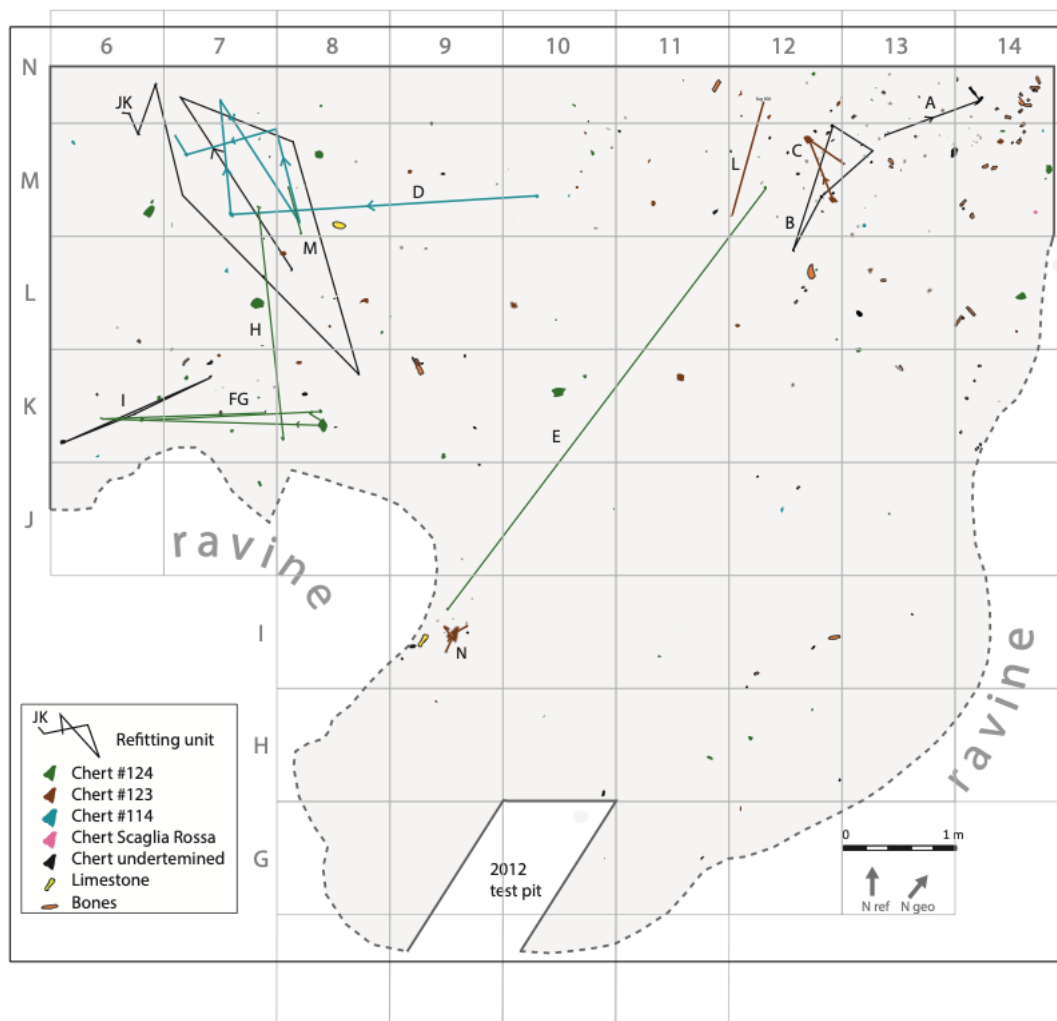 6 7 8 9 10 11 12 13 14
N
JK
A
L
C
M
D
B
M
L
H
I
FG
K
E
J
ravine
I
N
ravine
JK
Refitting unit
H
Chert #124
Chert #123
Chert #114
Chert Scaglia Rossa
0 1 m
Chert undertemined
G
2012
test pit
Limestone
Bones
N ref N geo